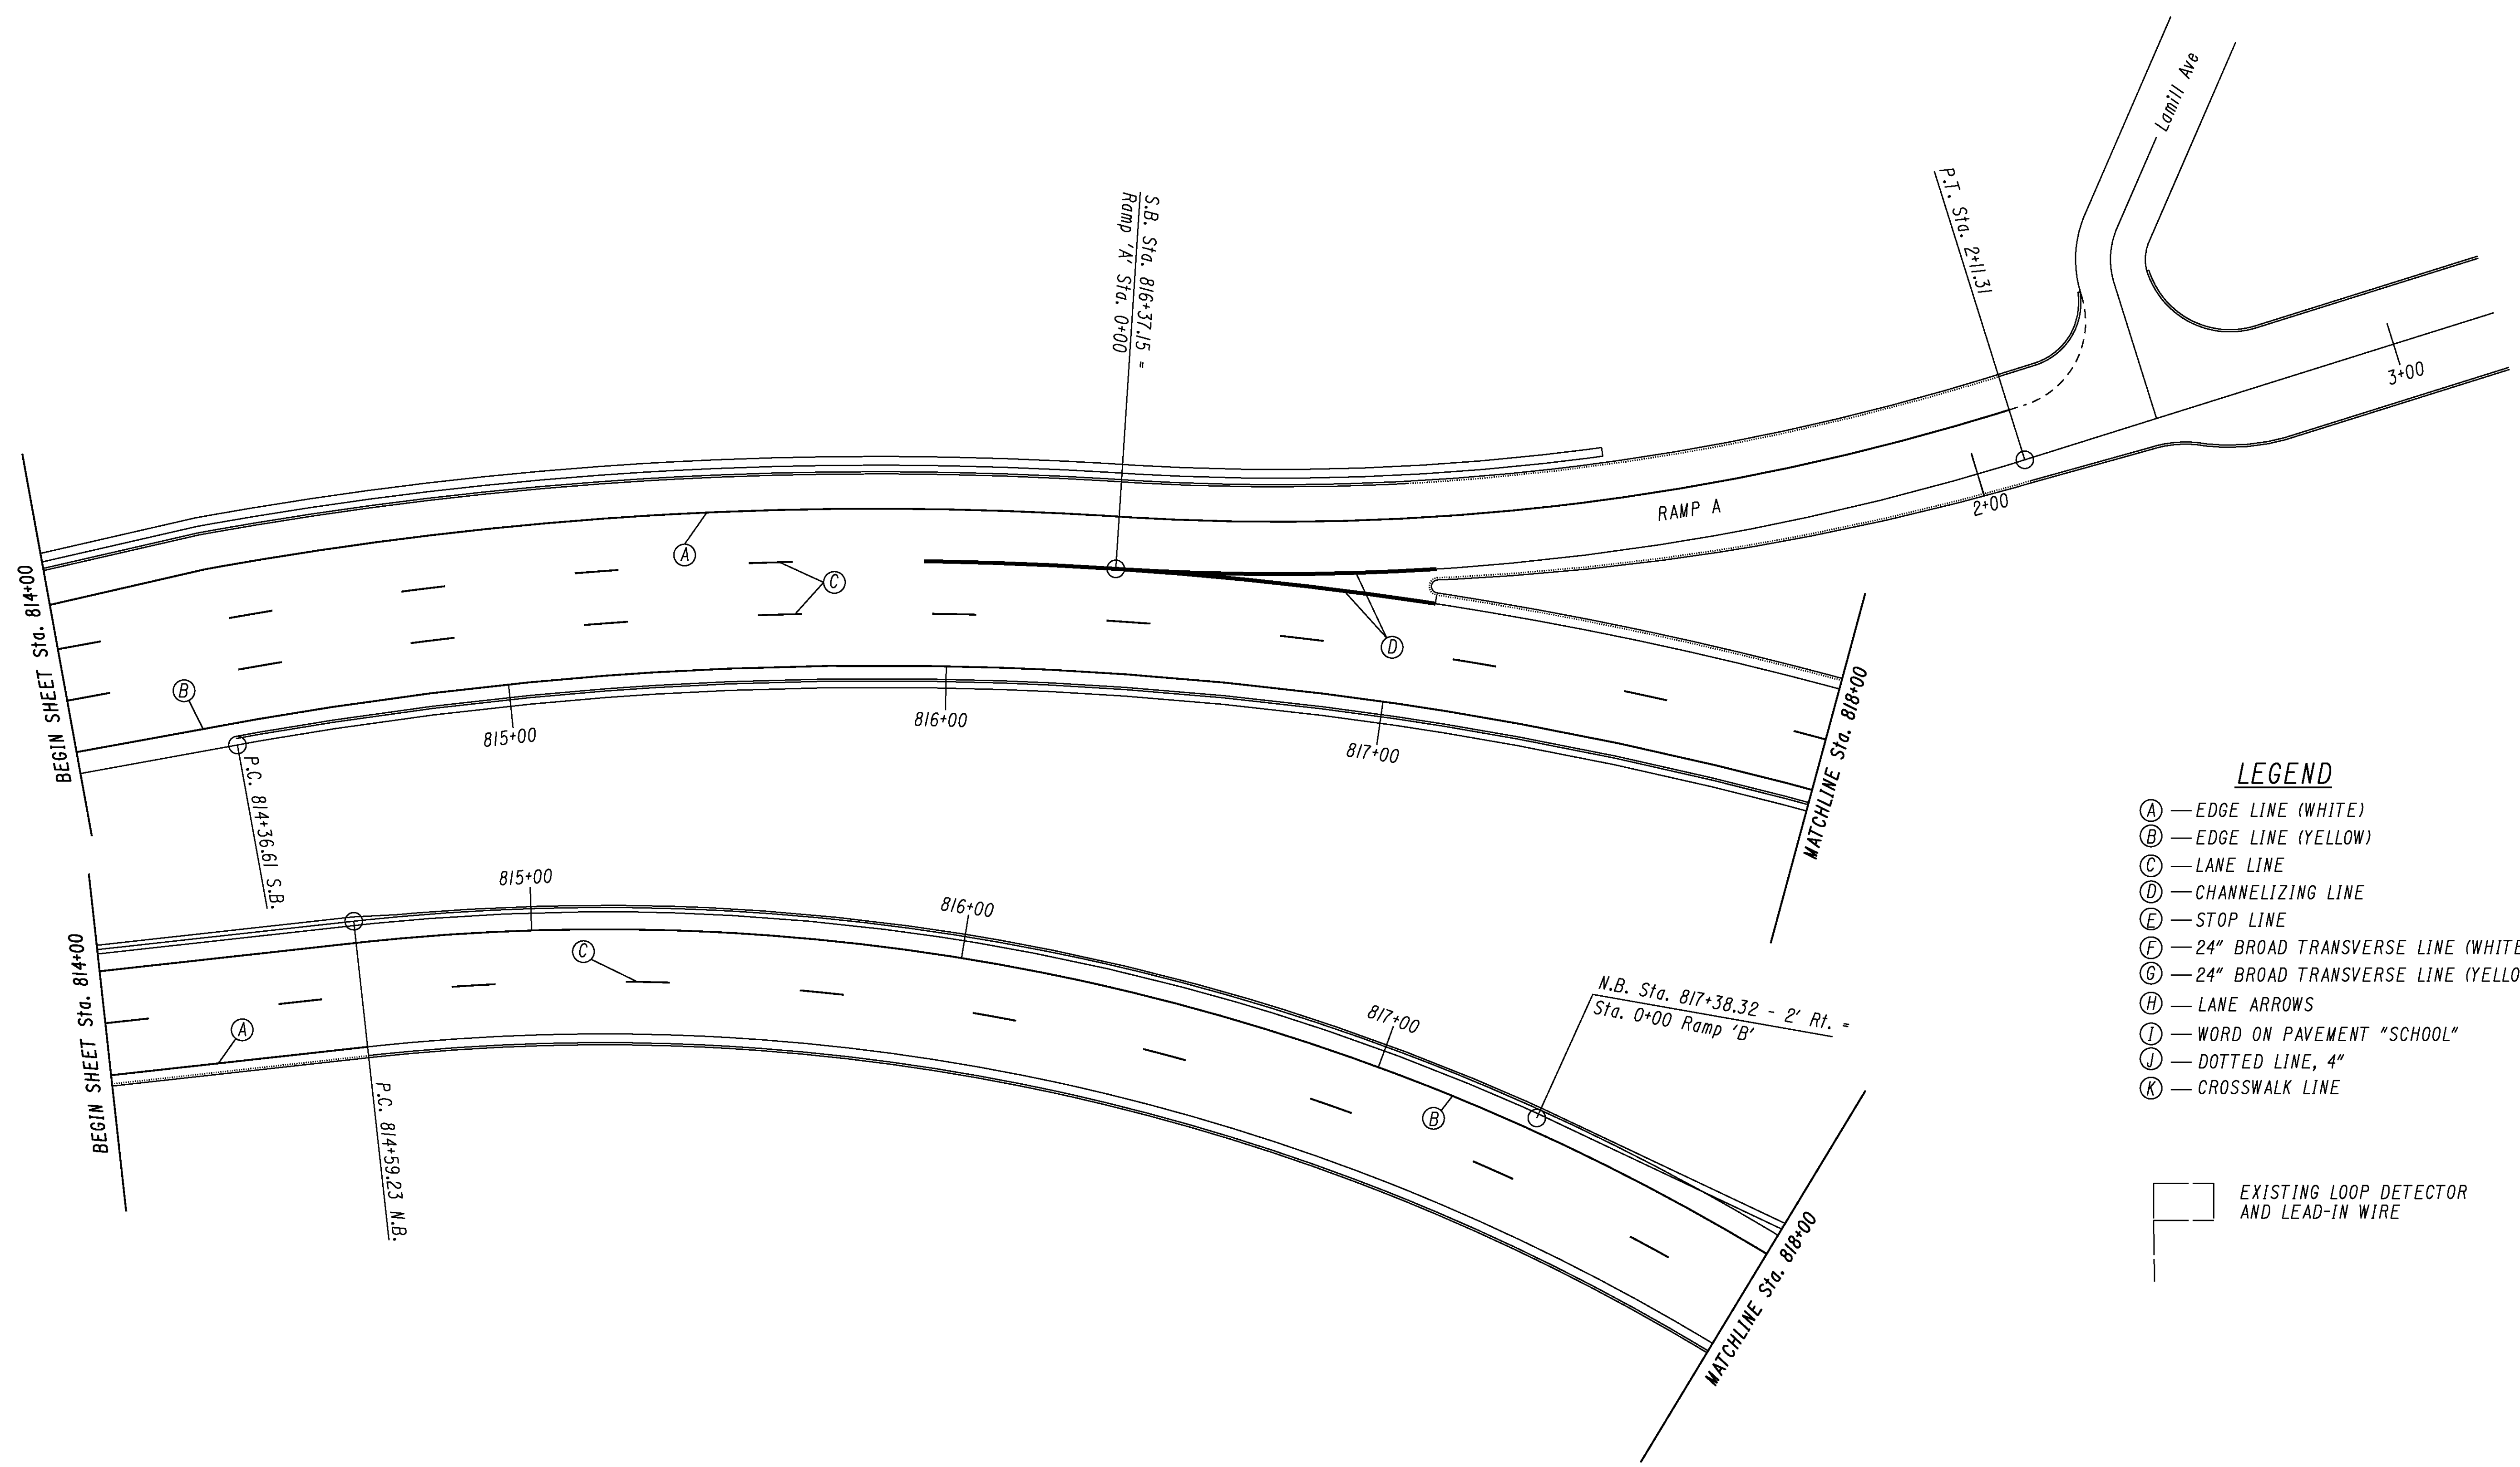 Lamill Ave
P.T. Sta. 2+11.31
S.B. Sta. 816+37.15 =
Ramp 'A' Sta. 0+00
3+00
2+00
RAMP A
A
C
D
B
BEGIN SHEET Sta. 814+00
815+00
816+00
817+00
MATCHLINE Sta. 818+00
P.C. 814+36.61 S.B.
815+00
816+00
817+00
C
A
B
BEGIN SHEET Sta. 814+00
P.C. 814+59.23 N.B.
N.B. Sta. 817+38.32 - 2' Rt. =
Sta. 0+00 Ramp 'B'
MATCHLINE Sta. 818+00
LEGEND
A — EDGE LINE (WHITE)
B — EDGE LINE (YELLOW)
C — LANE LINE
D — CHANNELIZING LINE
E — STOP LINE
F — 24" BROAD TRANSVERSE LINE (WHITE
G — 24" BROAD TRANSVERSE LINE (YELLO
H — LANE ARROWS
I — WORD ON PAVEMENT "SCHOOL"
J — DOTTED LINE, 4"
K — CROSSWALK LINE
EXISTING LOOP DETECTOR
AND LEAD-IN WIRE